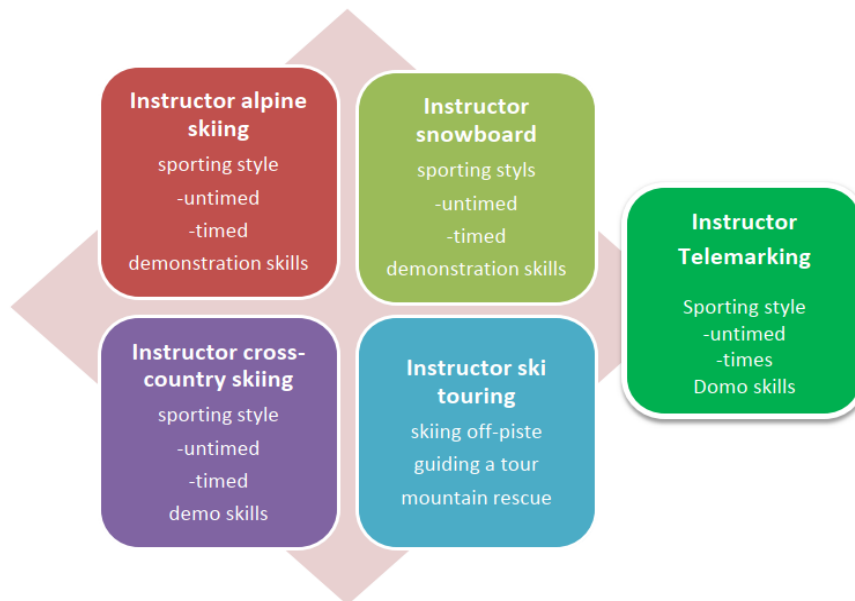 Instructor alpine
skiing
sporting style
-untimed
-timed
demonstration skills
Instructor
snowboard
sporting styls
-untimed
-timed
demonstration skills
Instructor
Telemarking
Sporting style
-untimed
-times
Domo skills
Instructor cross-
country skiing
sporting style
-untimed
-timed
demo skills
Instructor ski
touring
skiing off-piste
guiding a tour
mountain rescue